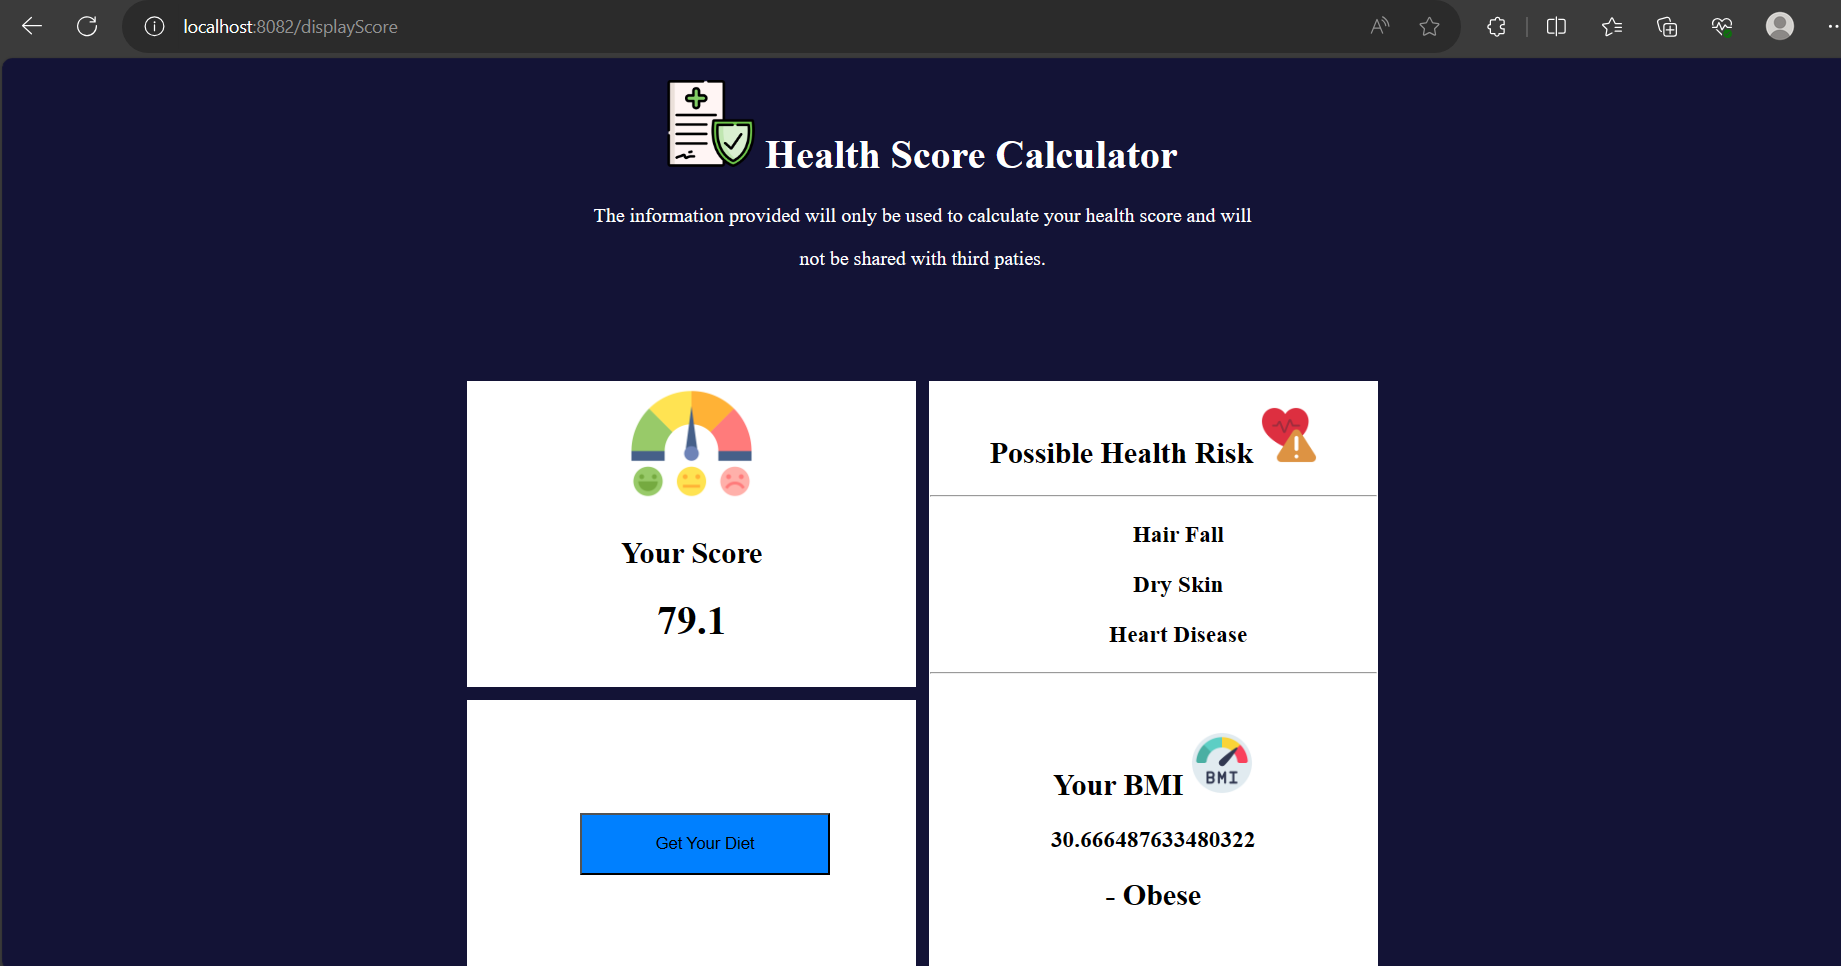 localhost:8082/displayScore
Health Score Calculator
The information provided will only be used to calculate your health score and will
not be shared with third paties.
Your Score
79.1
Get Your Diet
Possible Health Risk
Hair Fall
Dry Skin
Heart Disease
BMI
Your BMI
30.666487633480322
- Obese